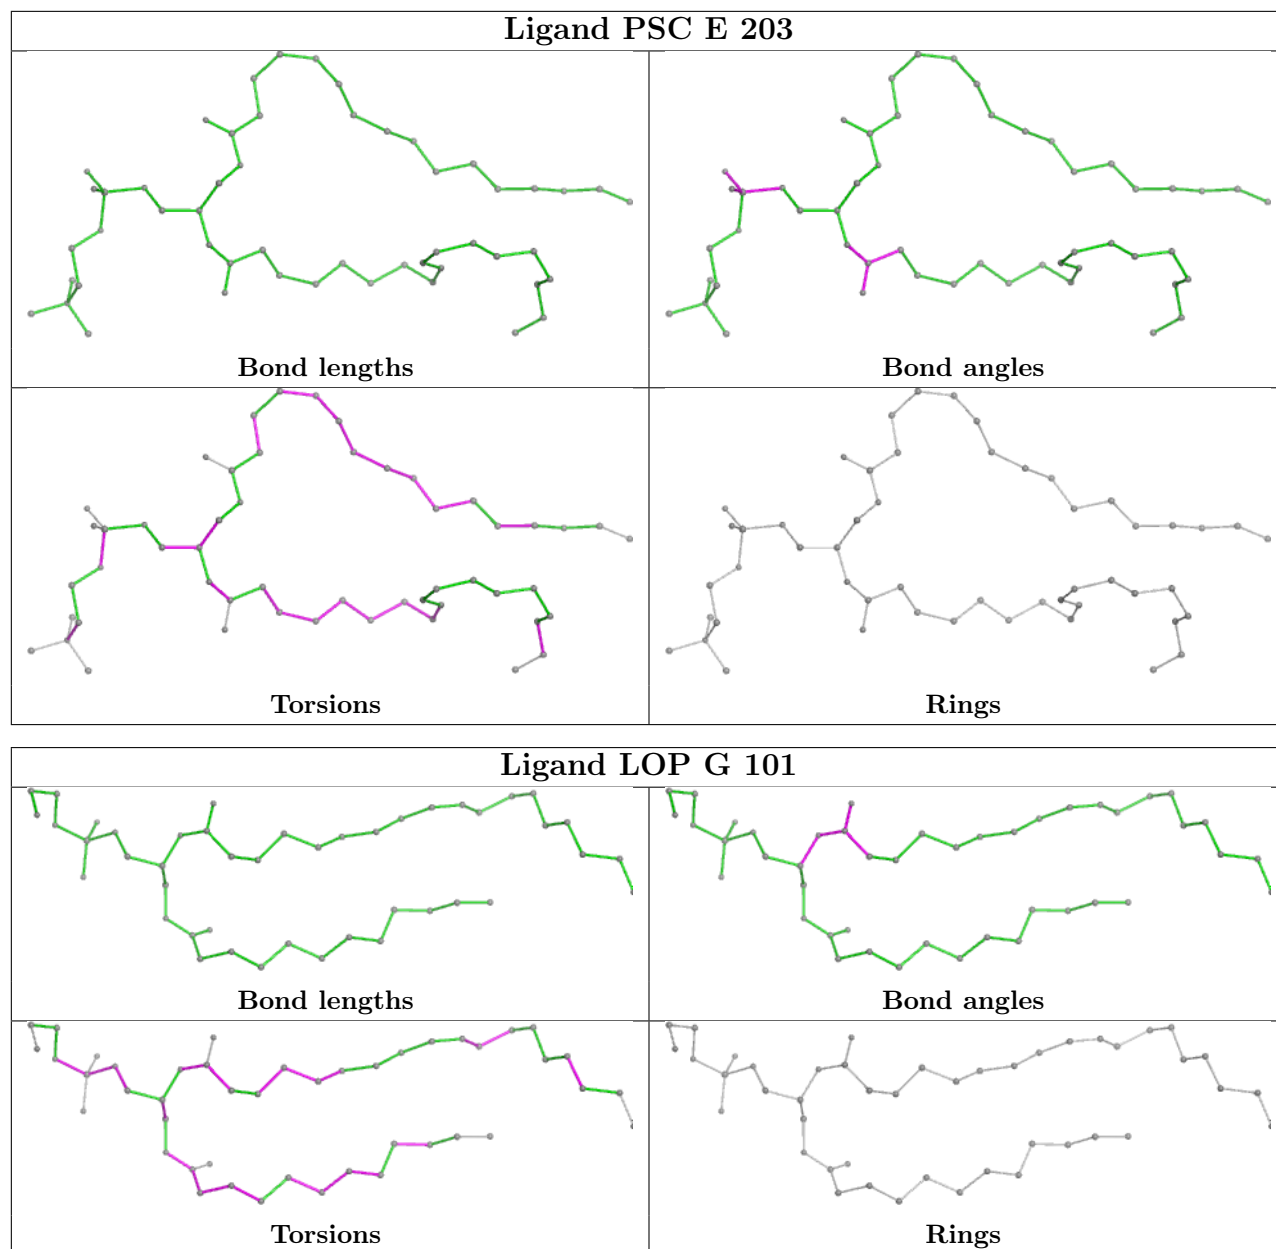 Ligand PSC E 203
Bond lengths
Bond angles
Torsions
Rings
Ligand LOP G 101
Bond lengths
Bond angles
Torsions
Rings